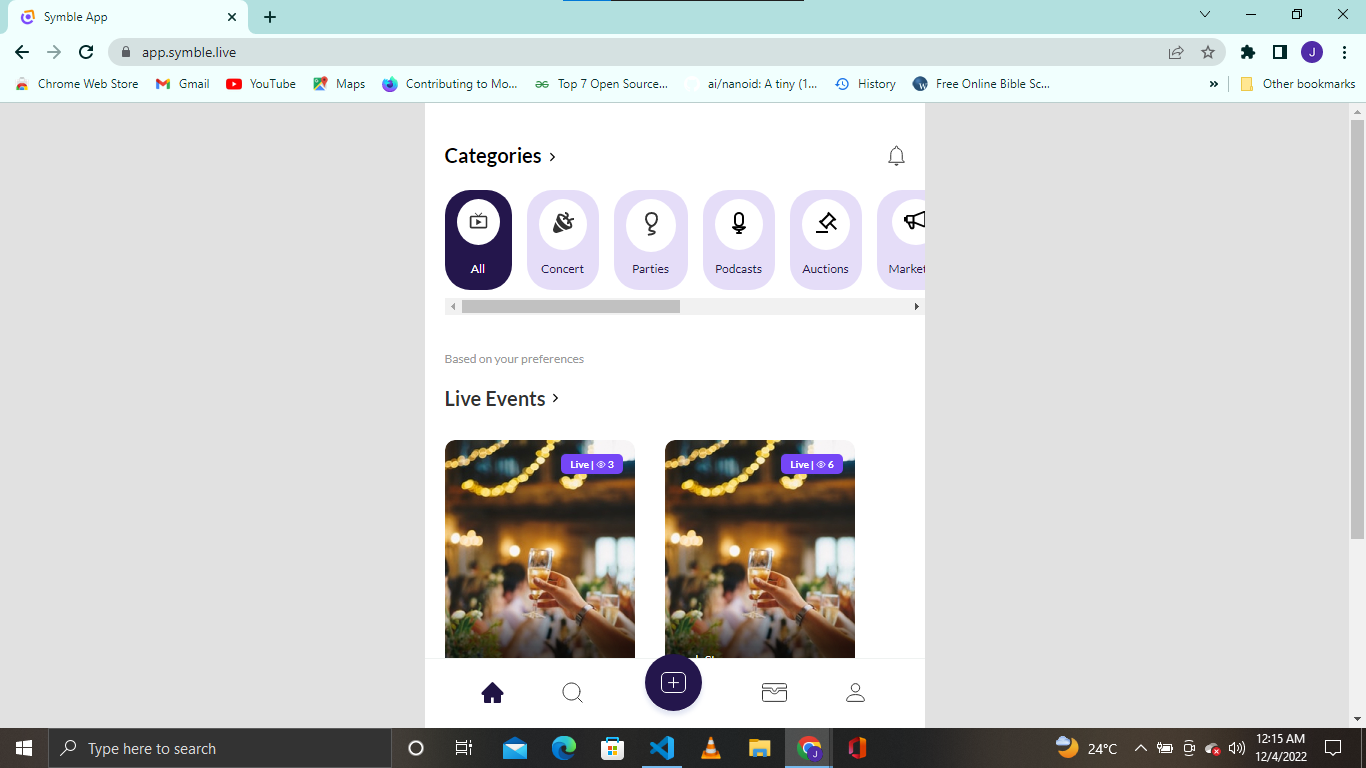 Symble App
app.symble.live
J
Chrome Web Store
Gmail
YouTube
Maps
Contributing to Mo...
Top 7 Open Source...
ai/nanoid: A tiny (1...
History
Free Online Bible Sc...
»
Other bookmarks
Categories >
All
Concert
Parties
Podcasts
Auctions
Market
Based on your preferences
Live Events >
Live | 3
Live | 6
Type here to search
J
24°C
12:15 AM
12/4/2022